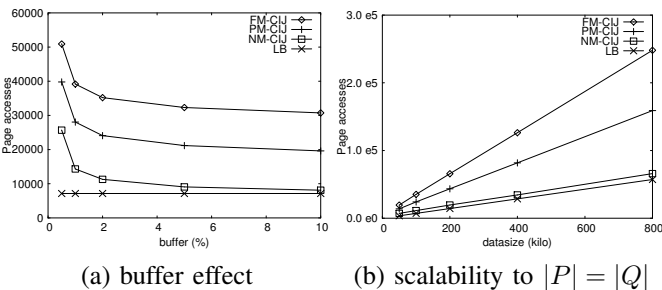 60000
50000
40000
30000
20000
10000
0
Page accesses
0 2 4 6 8 10
buffer (%)
FM-CIJ
PM-CIJ
NM-CIJ
LB
(a) buffer effect
3.0 e5
2.0 e5
1.0 e5
0.0 e0
Page accesses
0 200 400 600 800
datasize (kilo)
FM-CIJ
PM-CIJ
NM-CIJ
LB
(b) scalability to |P| = |Q|